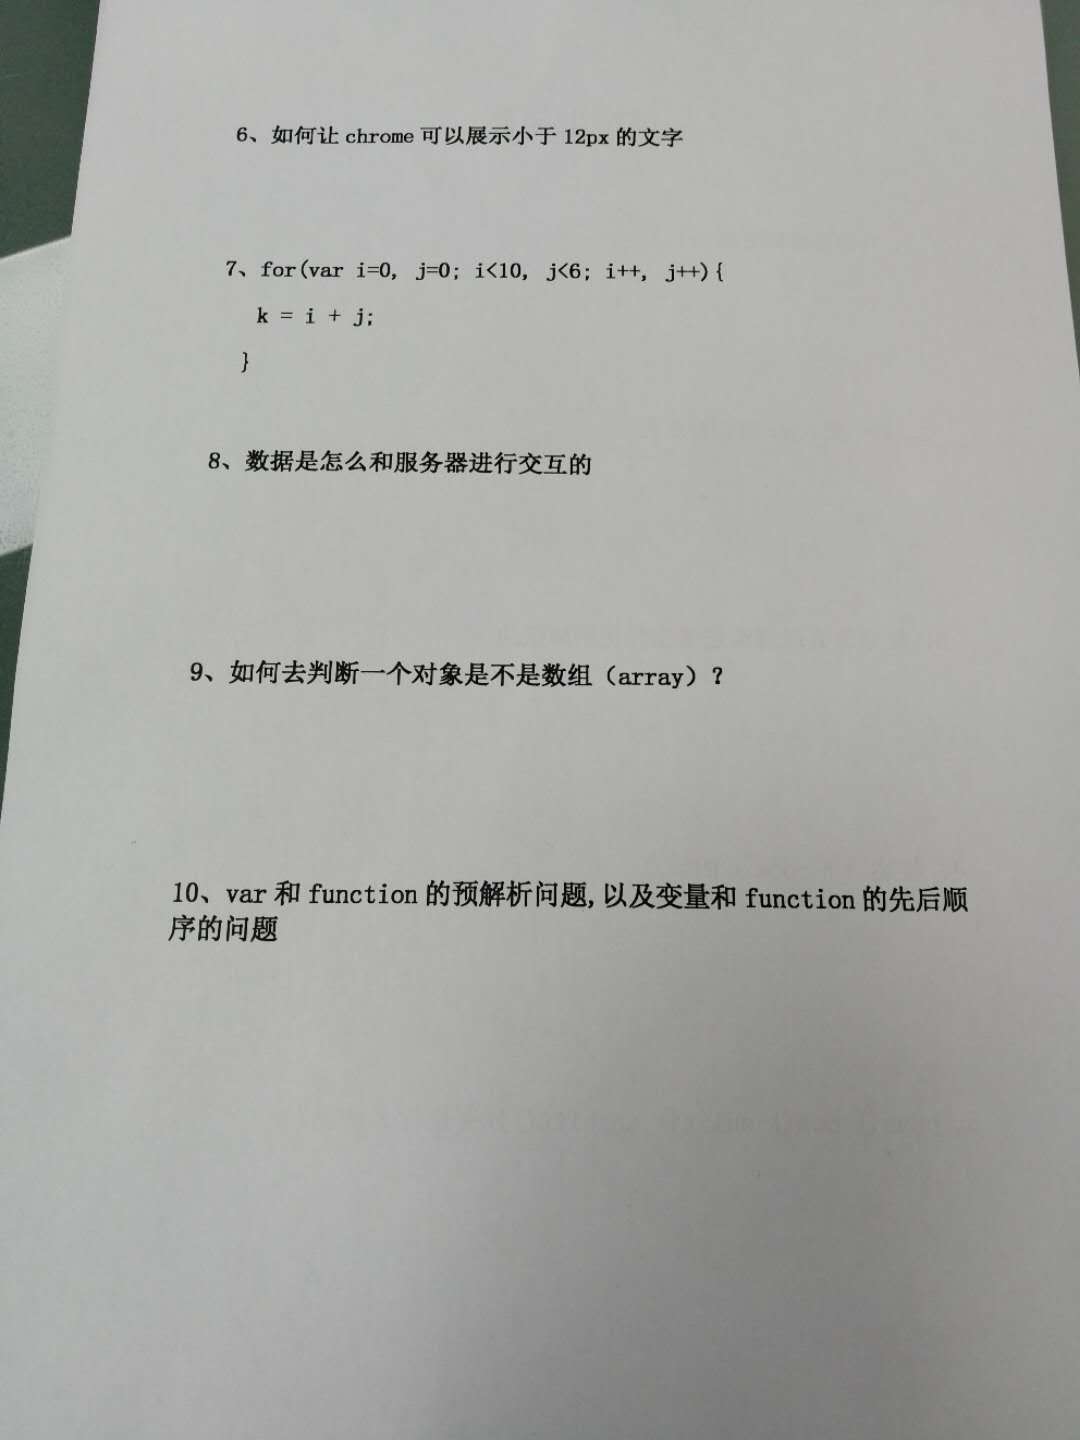 6、如何让 chrome 可以展示小于 12px 的文字
7、for(var i=0, j=0; i<10, j<6; i++, j++){
k = i + j;
}
8、数据是怎么和服务器进行交互的
9、如何去判断一个对象是不是数组（array）？
10、var 和 function 的预解析问题,以及变量和 function 的先后顺
序的问题